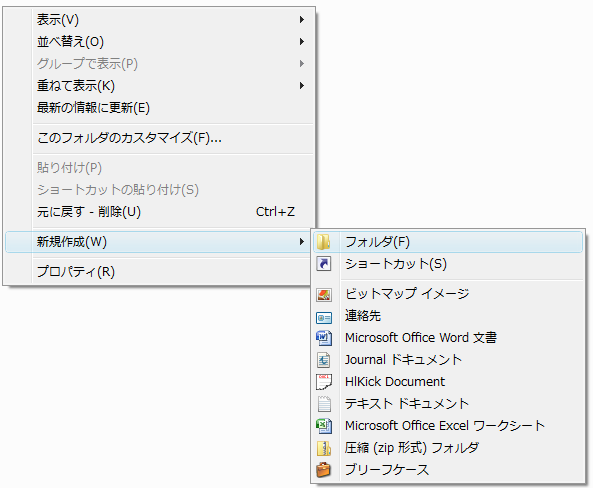 表示(V)
並べ替え(O)
グループで表示(P)
重ねて表示(K)
最新の情報に更新(E)
このフォルダのカスタマイズ(F)...
貼り付け(P)
ショートカットの貼り付け(S)
元に戻す - 削除(U) Ctrl+Z
新規作成(W)
プロパティ(R)
フォルダ(F)
ショートカット(S)
ビットマップ イメージ
連絡先
Microsoft Office Word 文書
Journal ドキュメント
HIKick Document
テキスト ドキュメント
Microsoft Office Excel ワークシート
圧縮 (zip 形式) フォルダ
ブリーフケース